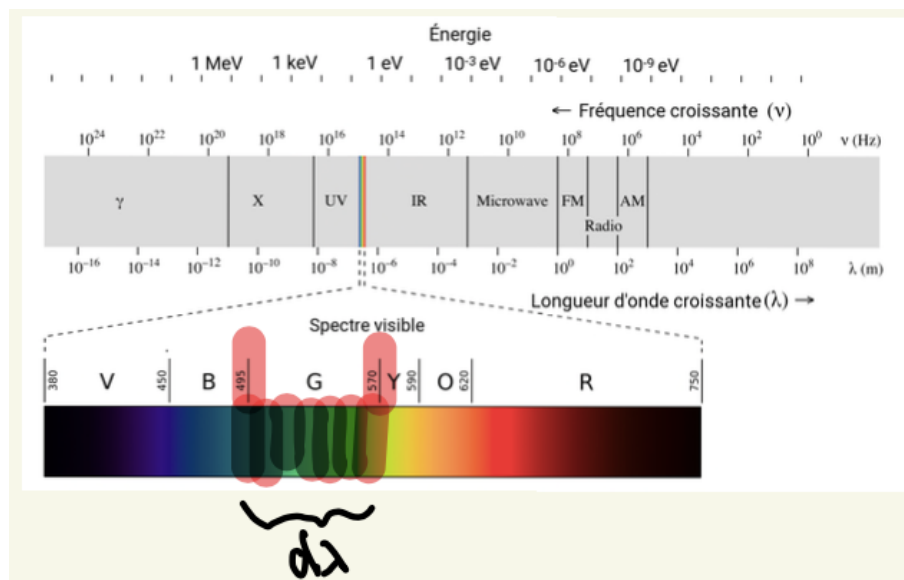 Énergie
1 MeV 1 keV 1 eV 10⁻³ eV 10⁻⁶ eV 10⁻⁹ eV
← Fréquence croissante (ν)
10²⁴ 10²² 10²⁰ 10¹⁸ 10¹⁶ 10¹⁴ 10¹² 10¹⁰ 10⁸ 10⁶ 10⁴ 10² 10⁰ ν (Hz)
γ X UV IR Microwave FM AM
Radio
10⁻¹⁶ 10⁻¹⁴ 10⁻¹² 10⁻¹⁰ 10⁻⁸ 10⁻⁶ 10⁻⁴ 10⁻² 10⁰ 10² 10⁴ 10⁶ 10⁸ λ (m)
Longueur d'onde croissante (λ) →
Spectre visible
380 V 450 B 495 G 570 Y 590 O 620 R 750
dλ